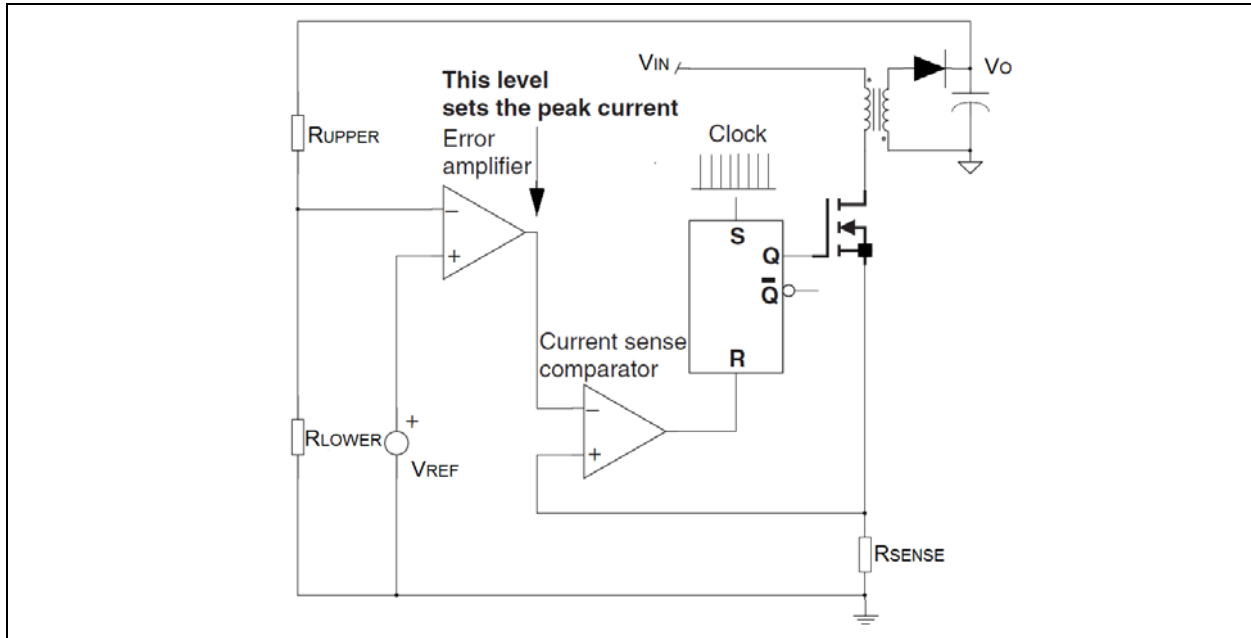 VIN
VO
This level
sets the peak current
Error
amplifier
RUPPER
Clock
−
+
S
Q
Q̅
R
Current sense
comparator
−
+
RLOWER
+
VREF
RSENSE